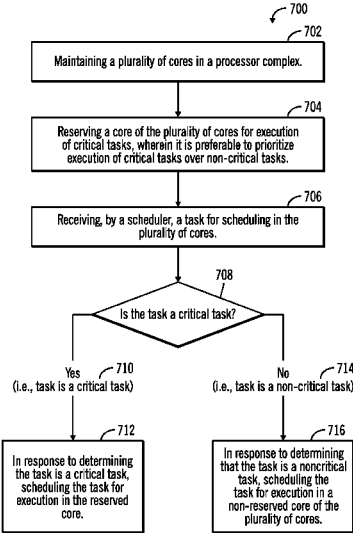 700
702
Maintaining a plurality of cores in a processor complex.
704
Reserving a core of the plurality of cores for execution
of critical tasks, wherein it is preferable to prioritize
execution of critical tasks over non-critical tasks.
706
Receiving, by a scheduler, a task for scheduling in the
plurality of cores.
708
Is the task a critical task?
Yes 710
(i.e., task is a critical task)
No 714
(i.e., task is a non-critical task)
712
In response to determining
the task is a critical task,
scheduling the task for
execution in the reserved
core.
716
In response to determining
that the task is a noncritical
task, scheduling the
task for execution in a
non-reserved core of the
plurality of cores.